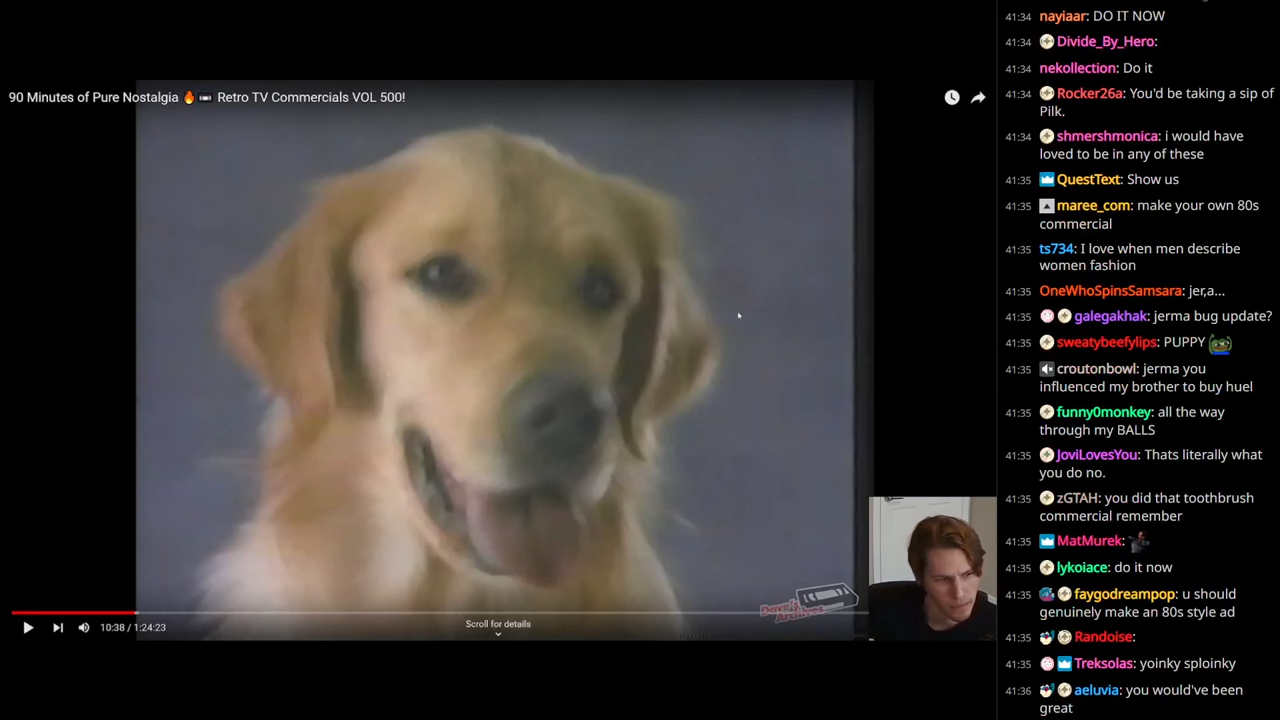 90 Minutes of Pure Nostalgia 🔥📼 Retro TV Commercials VOL 500!
Dave's
Archives
Scroll for details
10:38 / 1:24:23
41:34 nayiaar: DO IT NOW
41:34 Divide_By_Hero:
nekollection: Do it
41:34 Rocker26a: You'd be taking a sip of
Pilk.
41:34 shmershmonica: i would have
loved to be in any of these
41:35 QuestText: Show us
41:35 maree_com: make your own 80s
commercial
41:35 ts734: I love when men describe
women fashion
41:35 OneWhoSpinsSamsara: jer,a...
41:35 galegakhak: jerma bug update?
41:35 sweatybeefylips: PUPPY
41:35 croutonbowl: jerma you
influenced my brother to buy huel
41:35 funny0monkey: all the way
through my BALLS
41:35 JoviLovesYou: Thats literally what
you do no.
41:35 zGTAH: you did that toothbrush
commercial remember
41:35 MatMurek:
41:35 lykoiace: do it now
41:35 faygodreampop: u should
genuinely make an 80s style ad
41:35 Randoise:
41:35 Treksolas: yoinky sploinky
41:36 aeluvia: you would've been
great